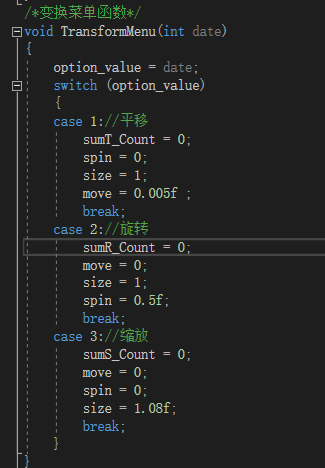 /*变换菜单函数*/
void TransformMenu(int date)
{
option_value = date;
switch (option_value)
{
case 1://平移
sumT_Count = 0;
spin = 0;
size = 1;
move = 0.005f ;
break;
case 2://旋转
sumR_Count = 0;
move = 0;
size = 1;
spin = 0.5f;
break;
case 3://缩放
sumS_Count = 0;
move = 0;
spin = 0;
size = 1.08f;
break;
}
}